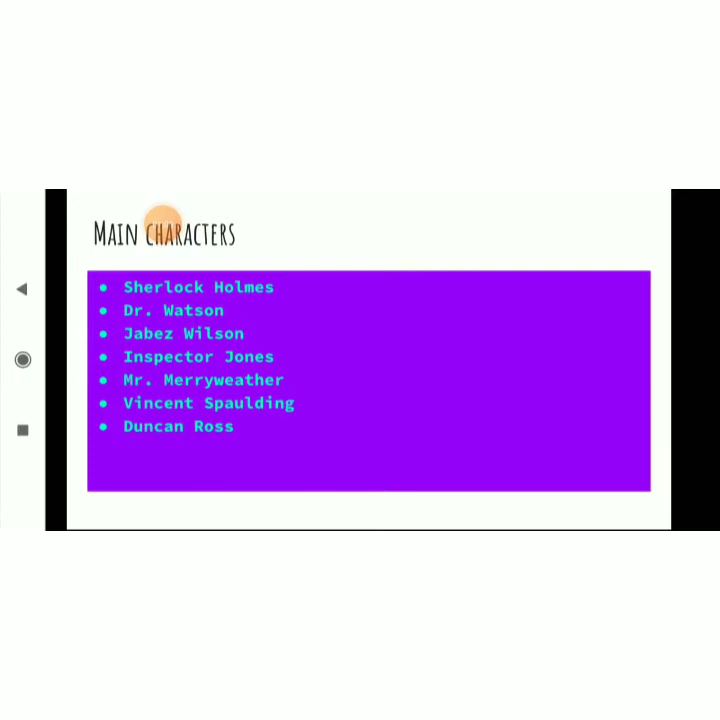 Main characters
● Sherlock Holmes
● Dr. Watson
● Jabez Wilson
● Inspector Jones
● Mr. Merryweather
● Vincent Spaulding
● Duncan Ross